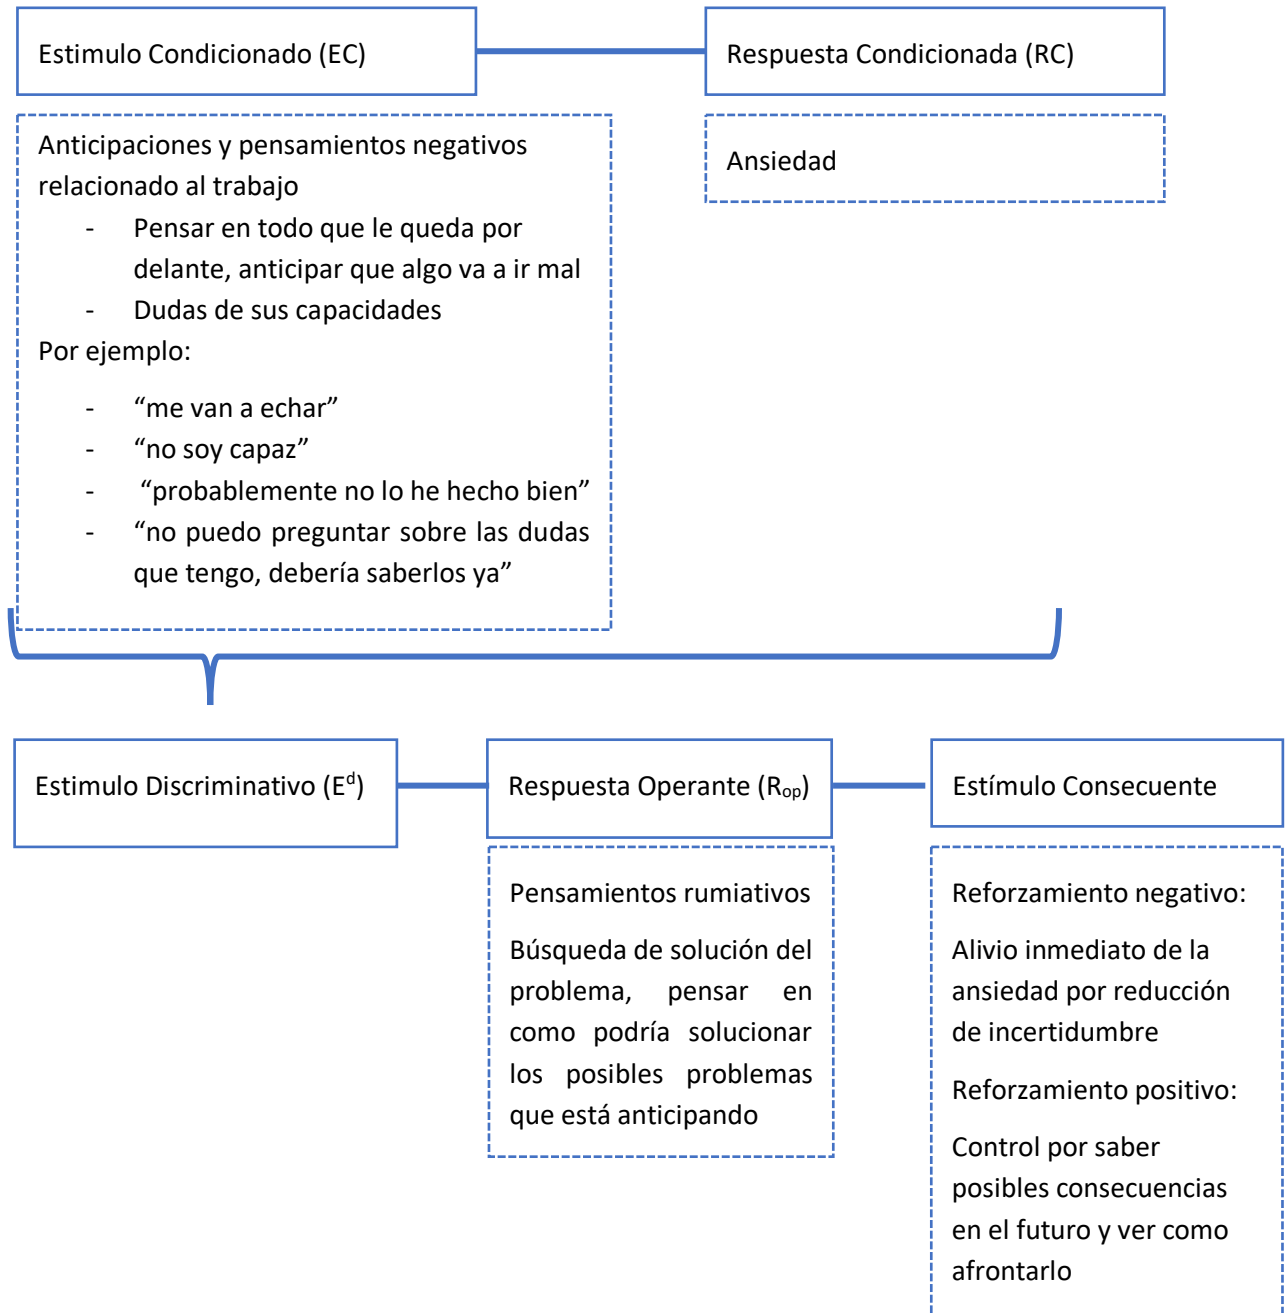 Estimulo Condicionado (EC)
Respuesta Condicionada (RC)
Anticipaciones y pensamientos negativos
relacionado al trabajo
- Pensar en todo que le queda por
delante, anticipar que algo va a ir mal
- Dudas de sus capacidades
Por ejemplo:
- “me van a echar”
- “no soy capaz”
- “probablemente no lo he hecho bien”
- “no puedo preguntar sobre las dudas
que tengo, debería saberlos ya”
Ansiedad
Estimulo Discriminativo (Eᵈ)
Respuesta Operante (Rₒₚ)
Estímulo Consecuente
Pensamientos rumiativos
Búsqueda de solución del
problema, pensar en
como podría solucionar
los posibles problemas
que está anticipando
Reforzamiento negativo:
Alivio inmediato de la
ansiedad por reducción
de incertidumbre
Reforzamiento positivo:
Control por saber
posibles consecuencias
en el futuro y ver como
afrontarlo